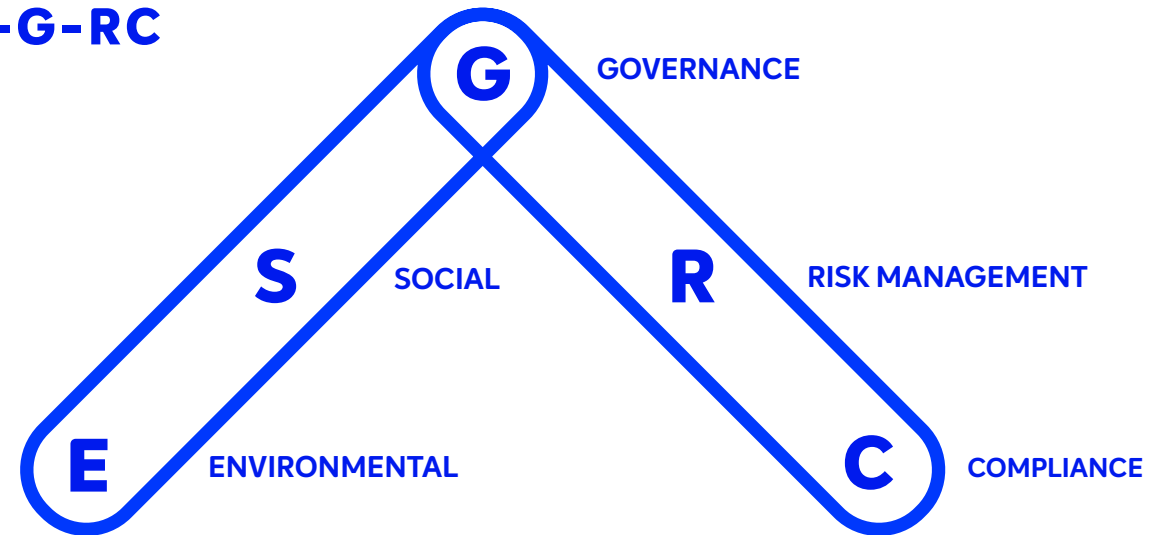 -G-RC
G GOVERNANCE
S SOCIAL R RISK MANAGEMENT
E ENVIRONMENTAL C COMPLIANCE